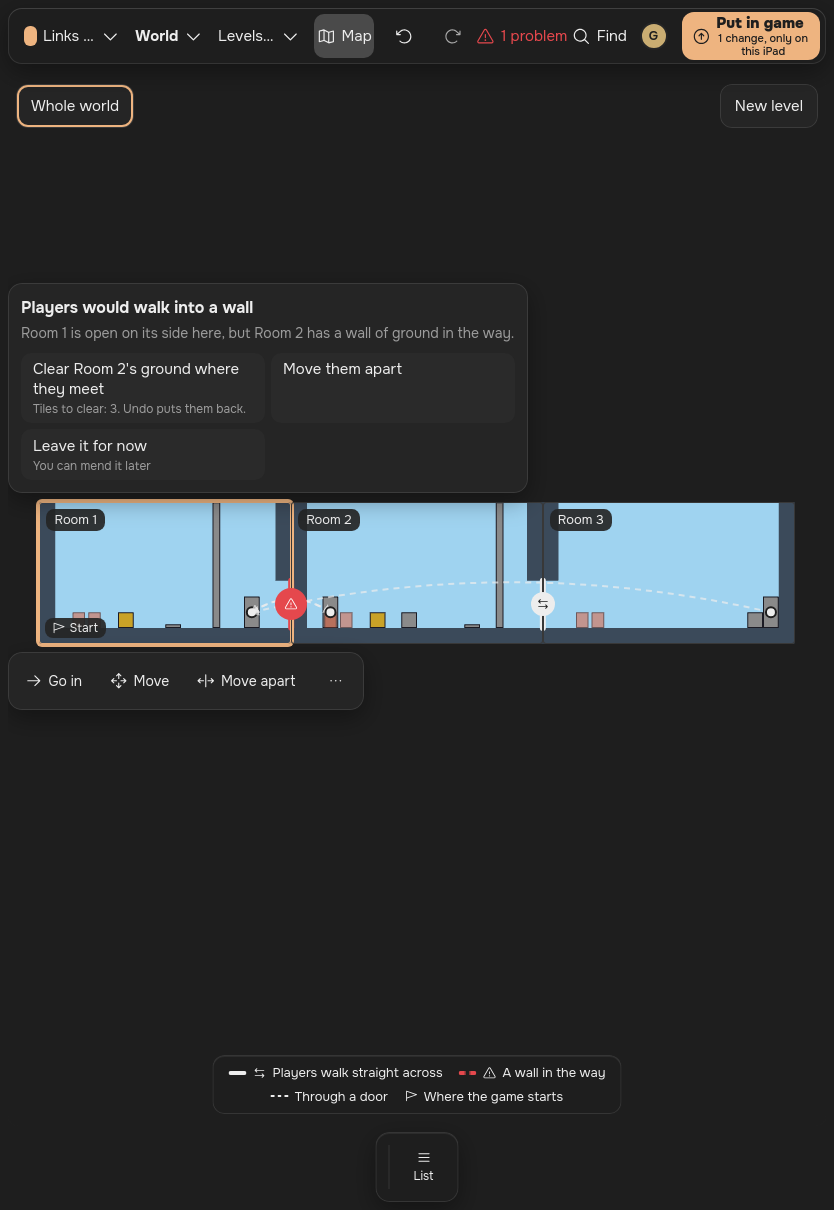 Links ...
World
Levels...
Map
1 problem
Find
G
Put in game
1 change, only on
this iPad
Whole world
New level
Players would walk into a wall
Room 1 is open on its side here, but Room 2 has a wall of ground in the way.
Clear Room 2's ground where
they meet
Tiles to clear: 3. Undo puts them back.
Move them apart
Leave it for now
You can mend it later
Room 1
Room 2
Room 3
Start
Go in
Move
Move apart
...
Players walk straight across
A wall in the way
Through a door
Where the game starts
List